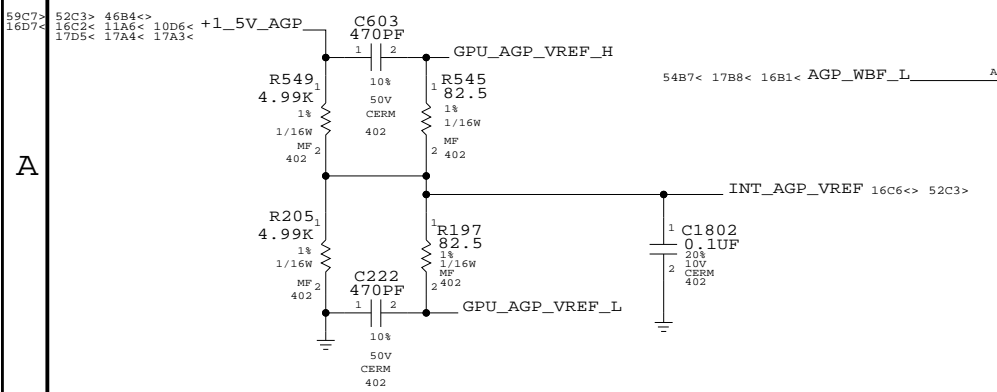 59C7> 52C3> 46B4<>
16D7< 16C2< 11A6< 10D6< +1_5V_AGP
17D5< 17A4< 17A3<
C603
470PF
1 2
GPU_AGP_VREF_H
10%
50V
CERM
402
R549
4.99K
1
1%
1/16W
MF
402
2
R545
82.5
1
1%
1/16W
MF
402
2
54B7< 17B8< 16B1< AGP_WBF_L
A
A
INT_AGP_VREF 16C6<> 52C3>
R205
4.99K
1
1%
1/16W
MF
402
2
R197
82.5
1
1%
1/16W
MF
402
2
C1802
0.1UF
1
20%
10V
CERM
402
2
C222
470PF
1 2
GPU_AGP_VREF_L
10%
50V
CERM
402